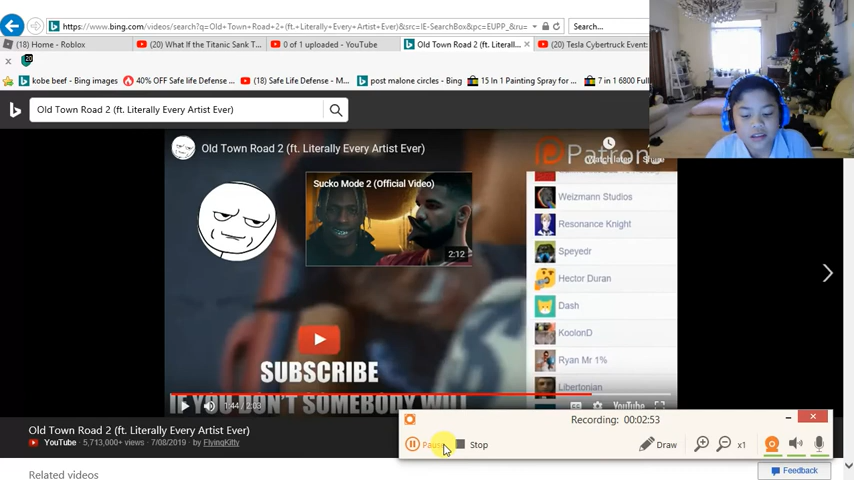 https://www.bing.com/videos/search?q=Old+Town+Road+2+(ft.+Literally+Every+Artist+Ever)&src=IE-SearchBox&pc=EUPP_&ru=
Search...
(18) Home - Roblox
(20) What If the Titanic Sank T...
0 of 1 uploaded - YouTube
Old Town Road 2 (ft. Literally...
(20) Tesla Cybertruck Event:
20
kobe beef - Bing images
40% OFF Safe life Defense ...
(18) Safe Life Defense - M...
post malone circles - Bing
15 In 1 Painting Spray for ...
7 in 1 6800 Full
Old Town Road 2 (ft. Literally Every Artist Ever)
Old Town Road 2 (ft. Literally Every Artist Ever)
Patreon
Watch later
Share
Sucko Mode 2 (Official Video)
2:12
Weizmann Studios
Resonance Knight
Speyedr
Hector Duran
Dash
KoolonD
Ryan Mr 1%
Libertonian
SUBSCRIBE
IF YOU DON'T SOMEBODY WILL
1:44 / 2:03
YouTube
Recording: 00:02:53
Pause
Stop
Draw
x1
Old Town Road 2 (ft. Literally Every Artist Ever)
YouTube · 5,713,000+ views · 7/08/2019 · by FlyingKitty
Feedback
Related videos